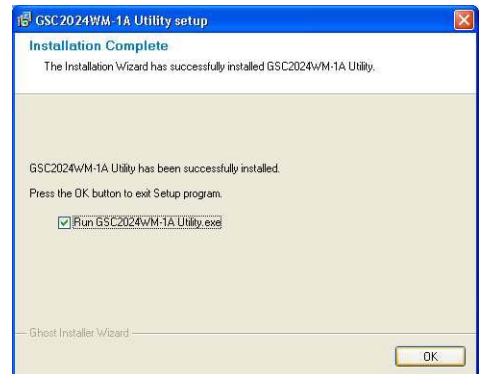 GSC2024WM-1A Utility setup
Installation Complete
The Installation Wizard has successfully installed GSC2024WM-1A Utility.
GSC2024WM-1A Utility has been successfully installed.
Press the OK button to exit Setup program.
Run GSC2024WM-1A Utility.exe
Ghost Installer Wizard
OK